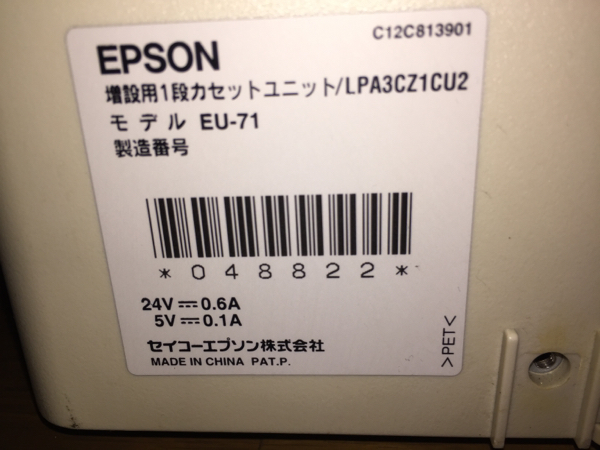 C12C813901
EPSON
増設用1段カセットユニット/LPA3CZ1CU2
モデル EU-71
製造番号
*048822*
24V⎓0.6A
5V⎓0.1A
セイコーエプソン株式会社
MADE IN CHINA PAT.P.
>PET<